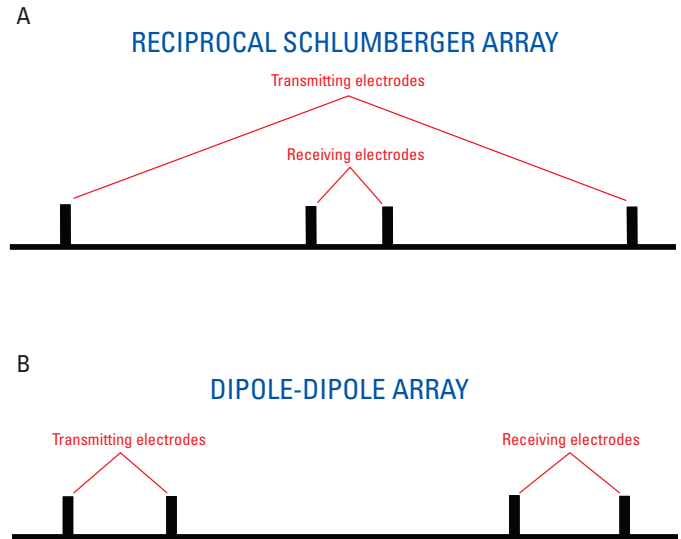 A
RECIPROCAL SCHLUMBERGER ARRAY
Transmitting electrodes
Receiving electrodes
B
DIPOLE-DIPOLE ARRAY
Transmitting electrodes
Receiving electrodes